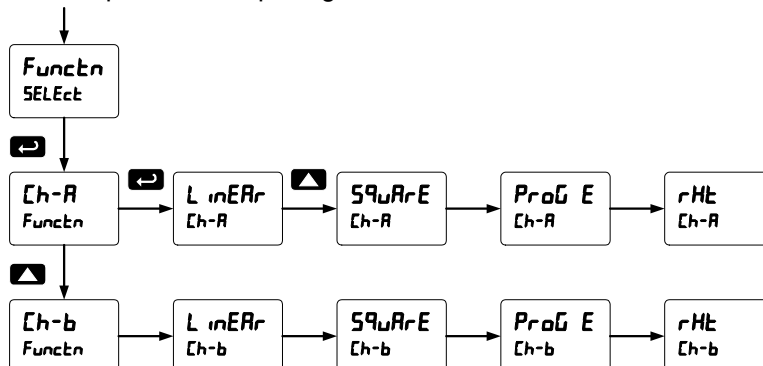 Functn
SELEct
Ch-A
Functn
LinEAr
Ch-A
SquArE
Ch-A
ProG E
Ch-A
rHt
Ch-A
Ch-b
Functn
LinEAr
Ch-b
SquArE
Ch-b
ProG E
Ch-b
rHt
Ch-b